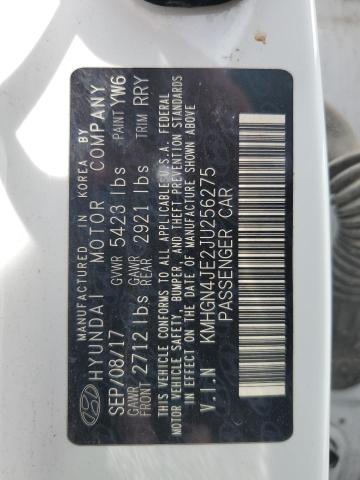 MANUFACTURED IN KOREA BY
HYUNDAI MOTOR COMPANY
SEP/08/17 GVWR 5423 lbs PAINT YW6
GAWR FRONT 2712 lbs GAWR REAR 2921 lbs TRIM RRY
THIS VEHICLE CONFORMS TO ALL APPLICABLE U.S.A. FEDERAL
MOTOR VEHICLE SAFETY, BUMPER, AND THEFT PREVENTION STANDARDS
IN EFFECT ON THE DATE OF MANUFACTURE SHOWN ABOVE
V.I.N KMHGN4JE2JU256275
PASSENGER CAR